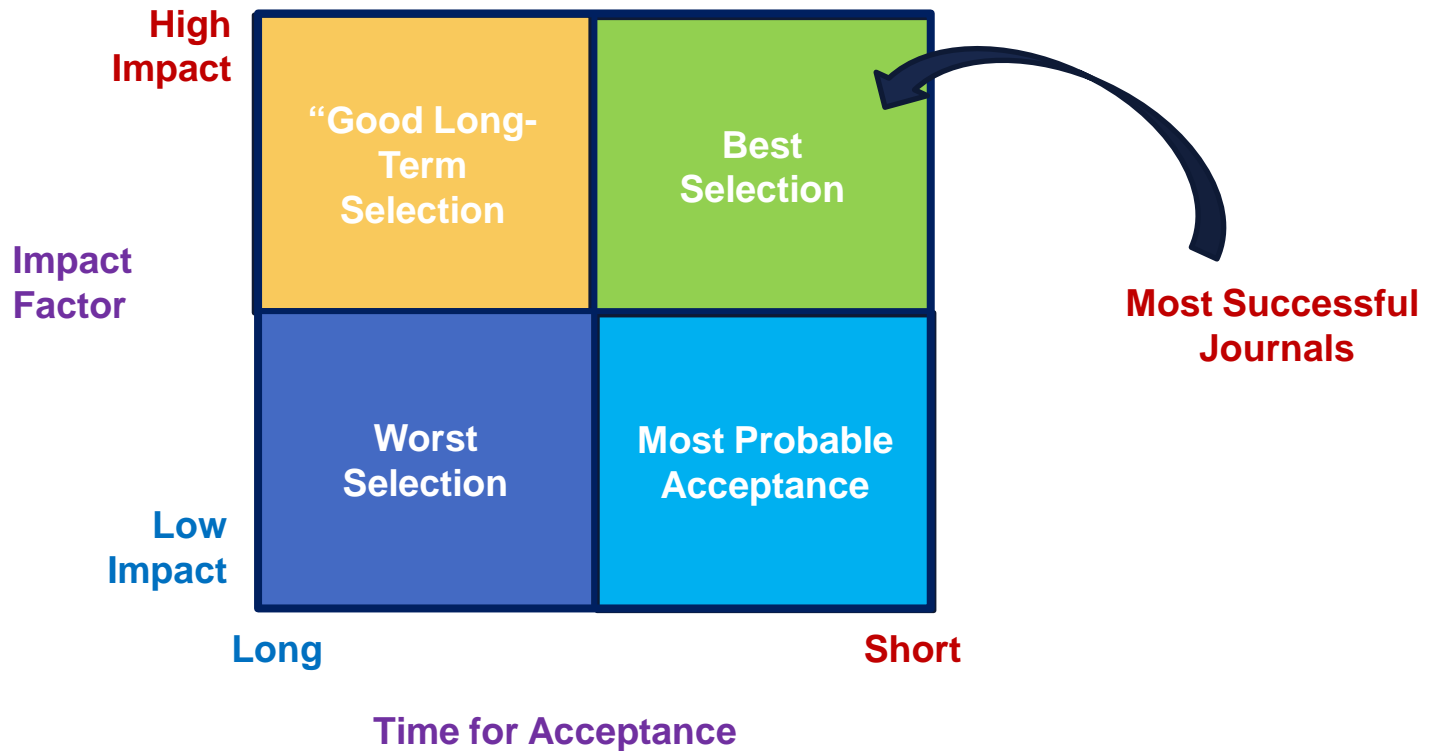 High
Impact
“Good Long-
Term
Selection
Best
Selection
Impact
Factor
Most Successful
Journals
Worst
Selection
Most Probable
Acceptance
Low
Impact
Long
Short
Time for Acceptance